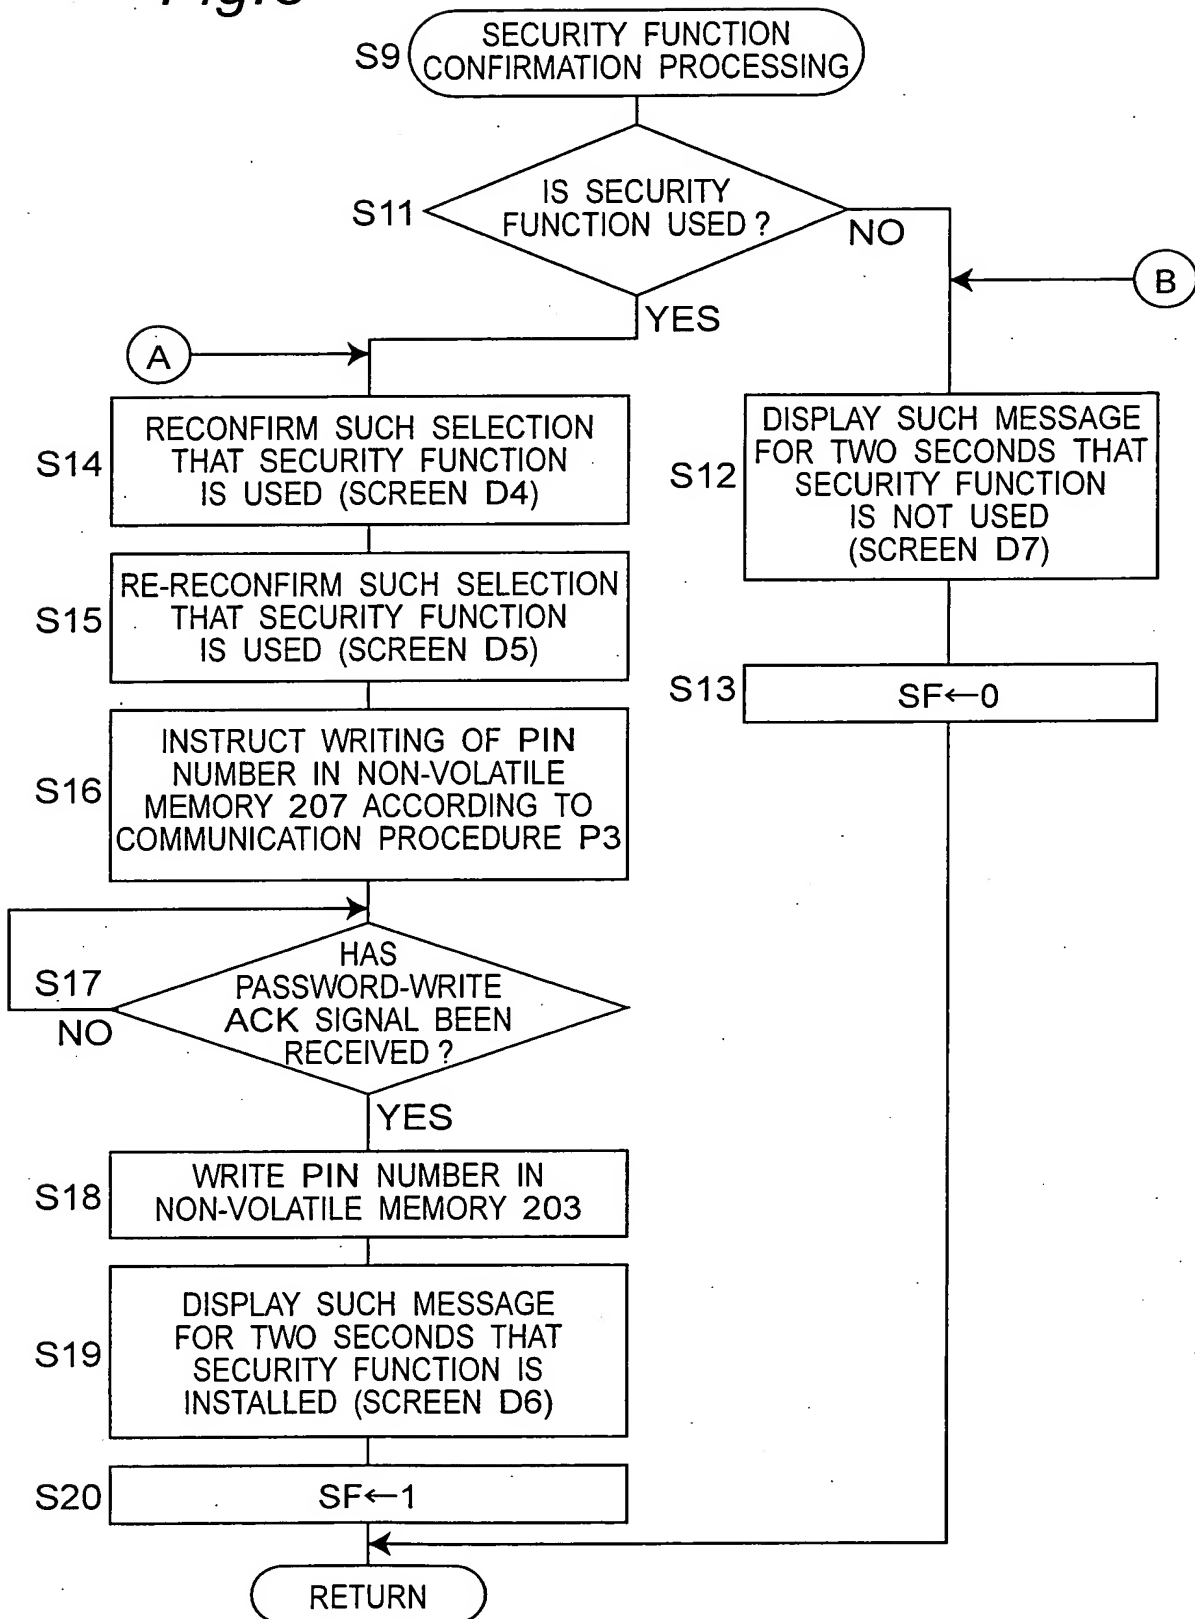 S9
SECURITY FUNCTION
CONFIRMATION PROCESSING
S11
IS SECURITY
FUNCTION USED?
NO
B
YES
A
S14
RECONFIRM SUCH SELECTION
THAT SECURITY FUNCTION
IS USED (SCREEN D4)
S12
DISPLAY SUCH MESSAGE
FOR TWO SECONDS THAT
SECURITY FUNCTION
IS NOT USED
(SCREEN D7)
S15
RE-RECONFIRM SUCH SELECTION
THAT SECURITY FUNCTION
IS USED (SCREEN D5)
S13
SF←0
S16
INSTRUCT WRITING OF PIN
NUMBER IN NON-VOLATILE
MEMORY 207 ACCORDING TO
COMMUNICATION PROCEDURE P3
S17
NO
HAS
PASSWORD-WRITE
ACK SIGNAL BEEN
RECEIVED?
YES
S18
WRITE PIN NUMBER IN
NON-VOLATILE MEMORY 203
S19
DISPLAY SUCH MESSAGE
FOR TWO SECONDS THAT
SECURITY FUNCTION IS
INSTALLED (SCREEN D6)
S20
SF←1
RETURN